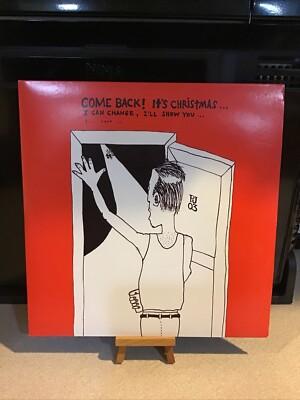 COME BACK! It's CHRISTMAS...
I CAN CHANGE, I'LL SHOW YOU ...